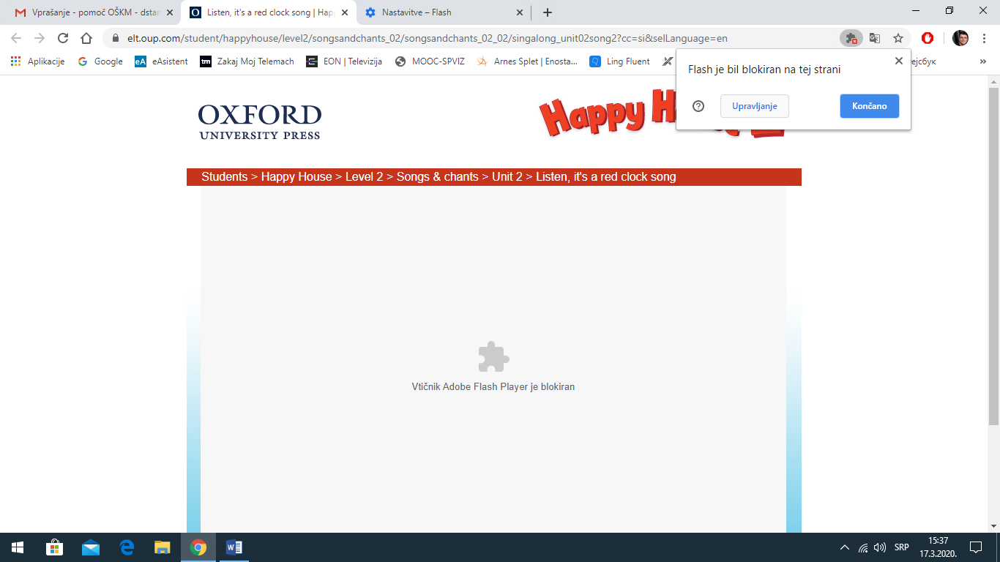 Vprašanje - pomoč OŠKM - dstan
Listen, it's a red clock song | Hap
Nastavitve – Flash
elt.oup.com/student/happyhouse/level2/songsandchants_02/songsandchants_02_02/singalong_unit02song2?cc=si&selLanguage=en
Aplikacije
Google
eA
eAsistent
tm
Zakaj Moj Telemach
EON | Televizija
MOOC-SPVIZ
Arnes Splet | Enosta...
Ling Fluent
ејсбук
Flash je bil blokiran na tej strani
Upravljanje
Končano
OXFORD
UNIVERSITY PRESS
Happy H
Students > Happy House > Level 2 > Songs & chants > Unit 2 > Listen, it's a red clock song
Vtičnik Adobe Flash Player je blokiran
SRP
15:37
17.3.2020.